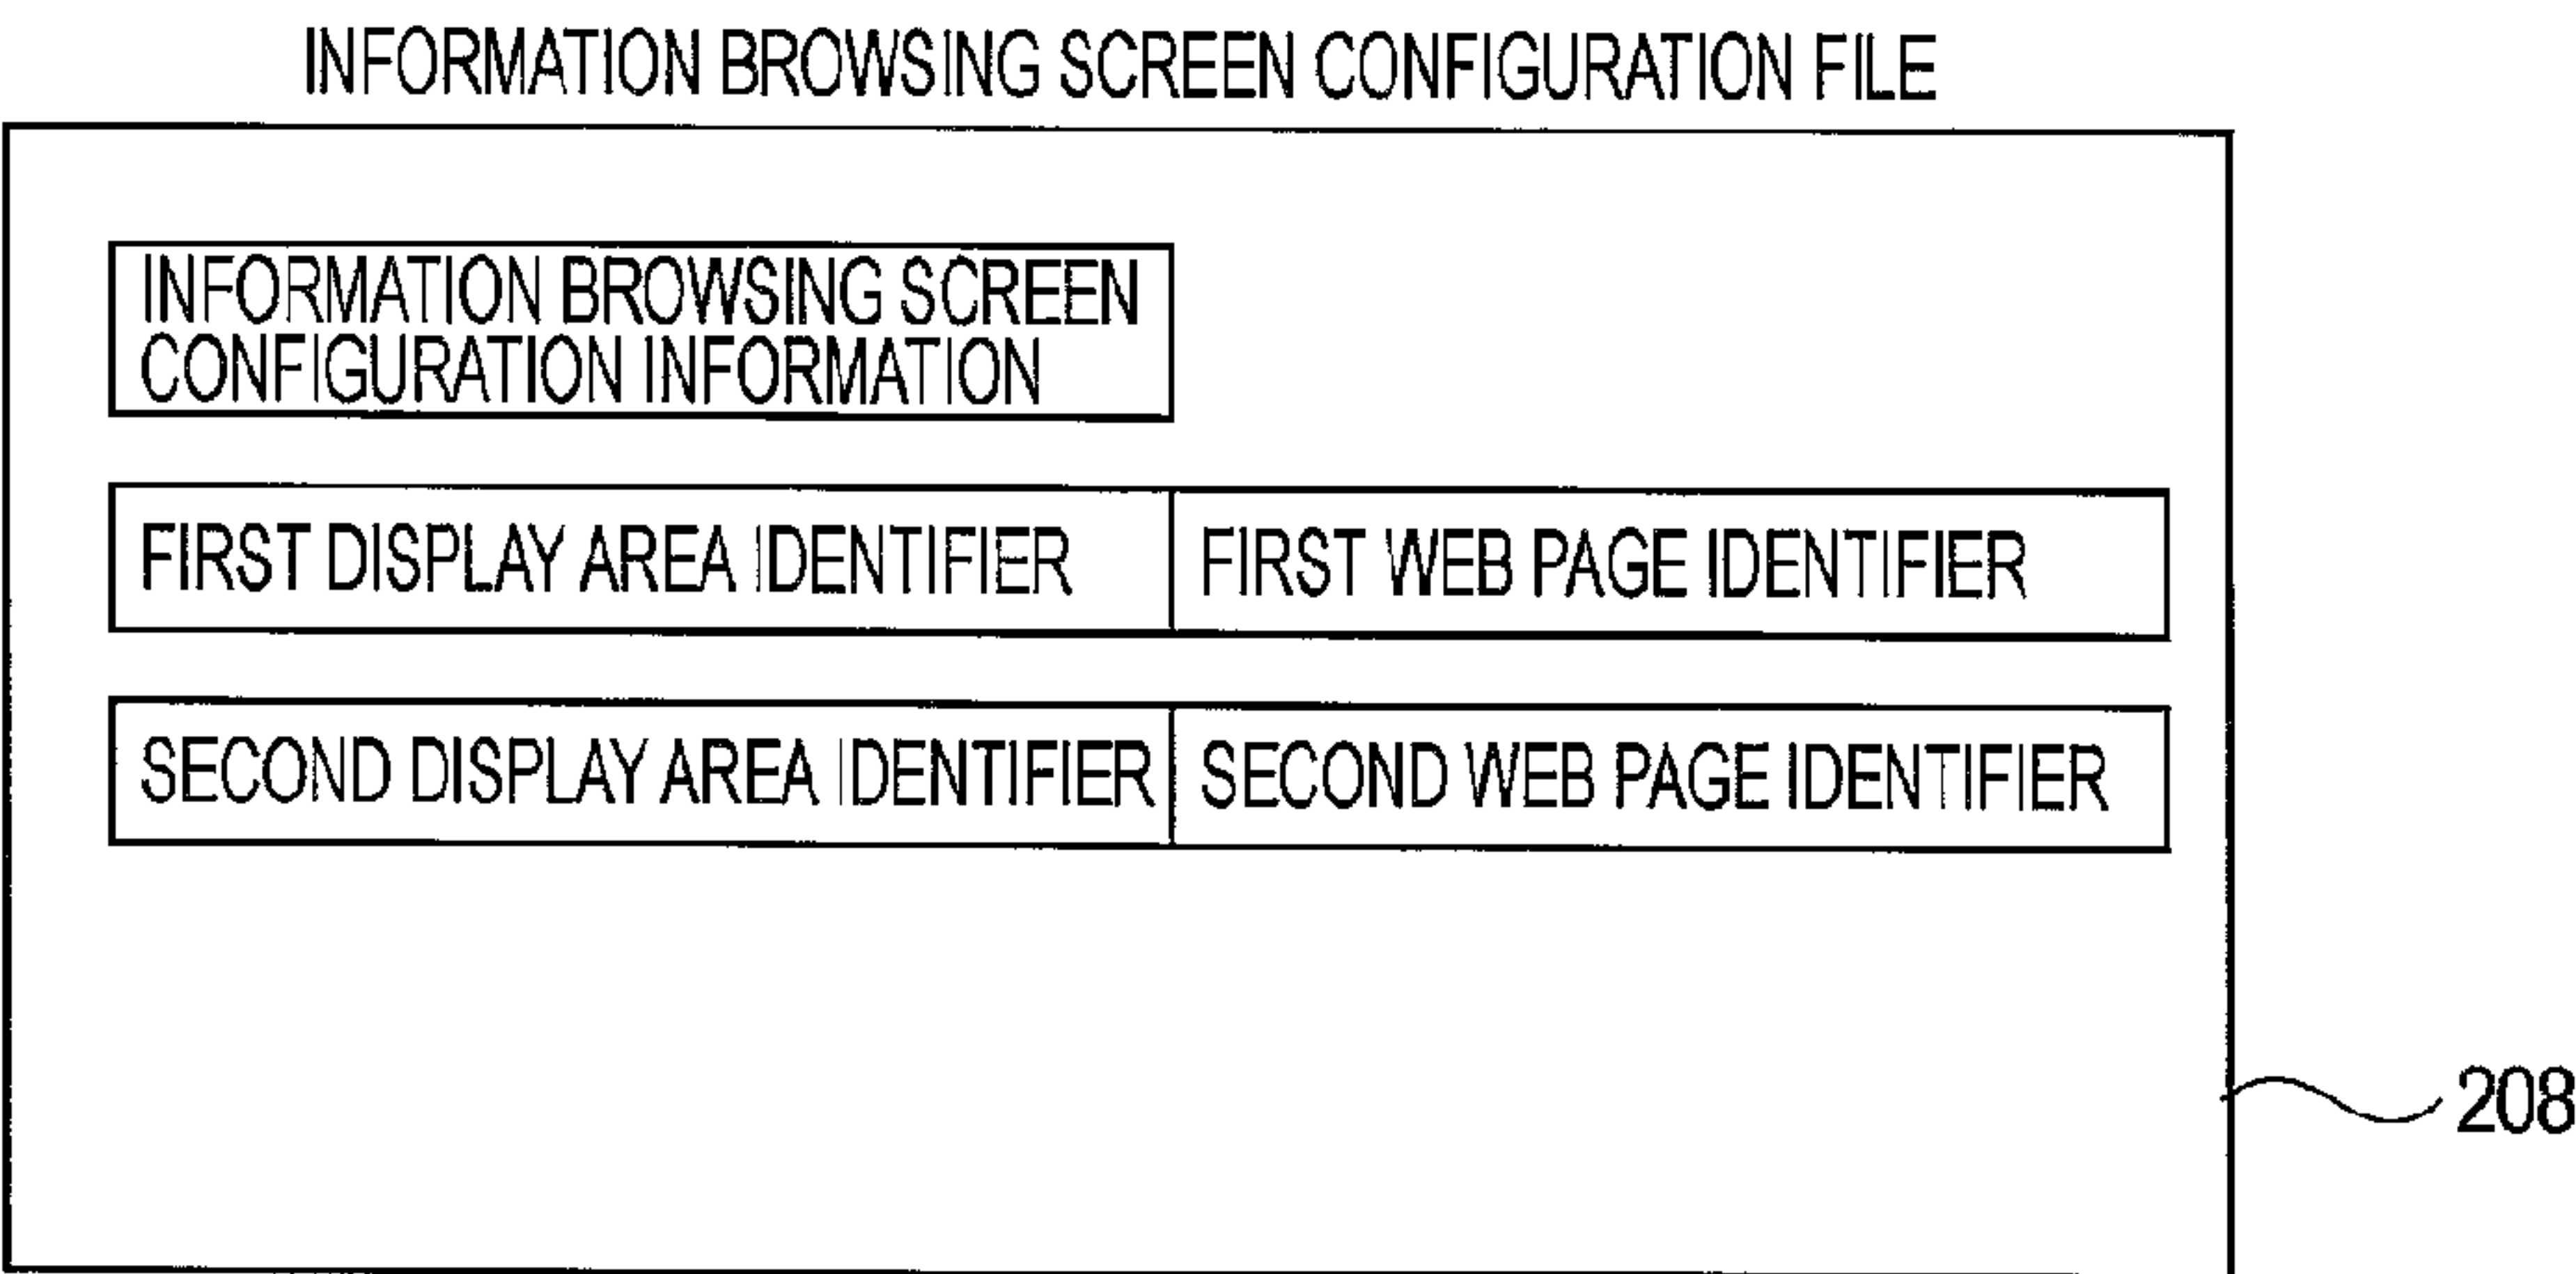 INFORMATION BROWSING SCREEN CONFIGURATION FILE
INFORMATION BROWSING SCREEN
CONFIGURATION INFORMATION
FIRST DISPLAY AREA IDENTIFIER
FIRST WEB PAGE IDENTIFIER
SECOND DISPLAY AREA IDENTIFIER
SECOND WEB PAGE IDENTIFIER
208